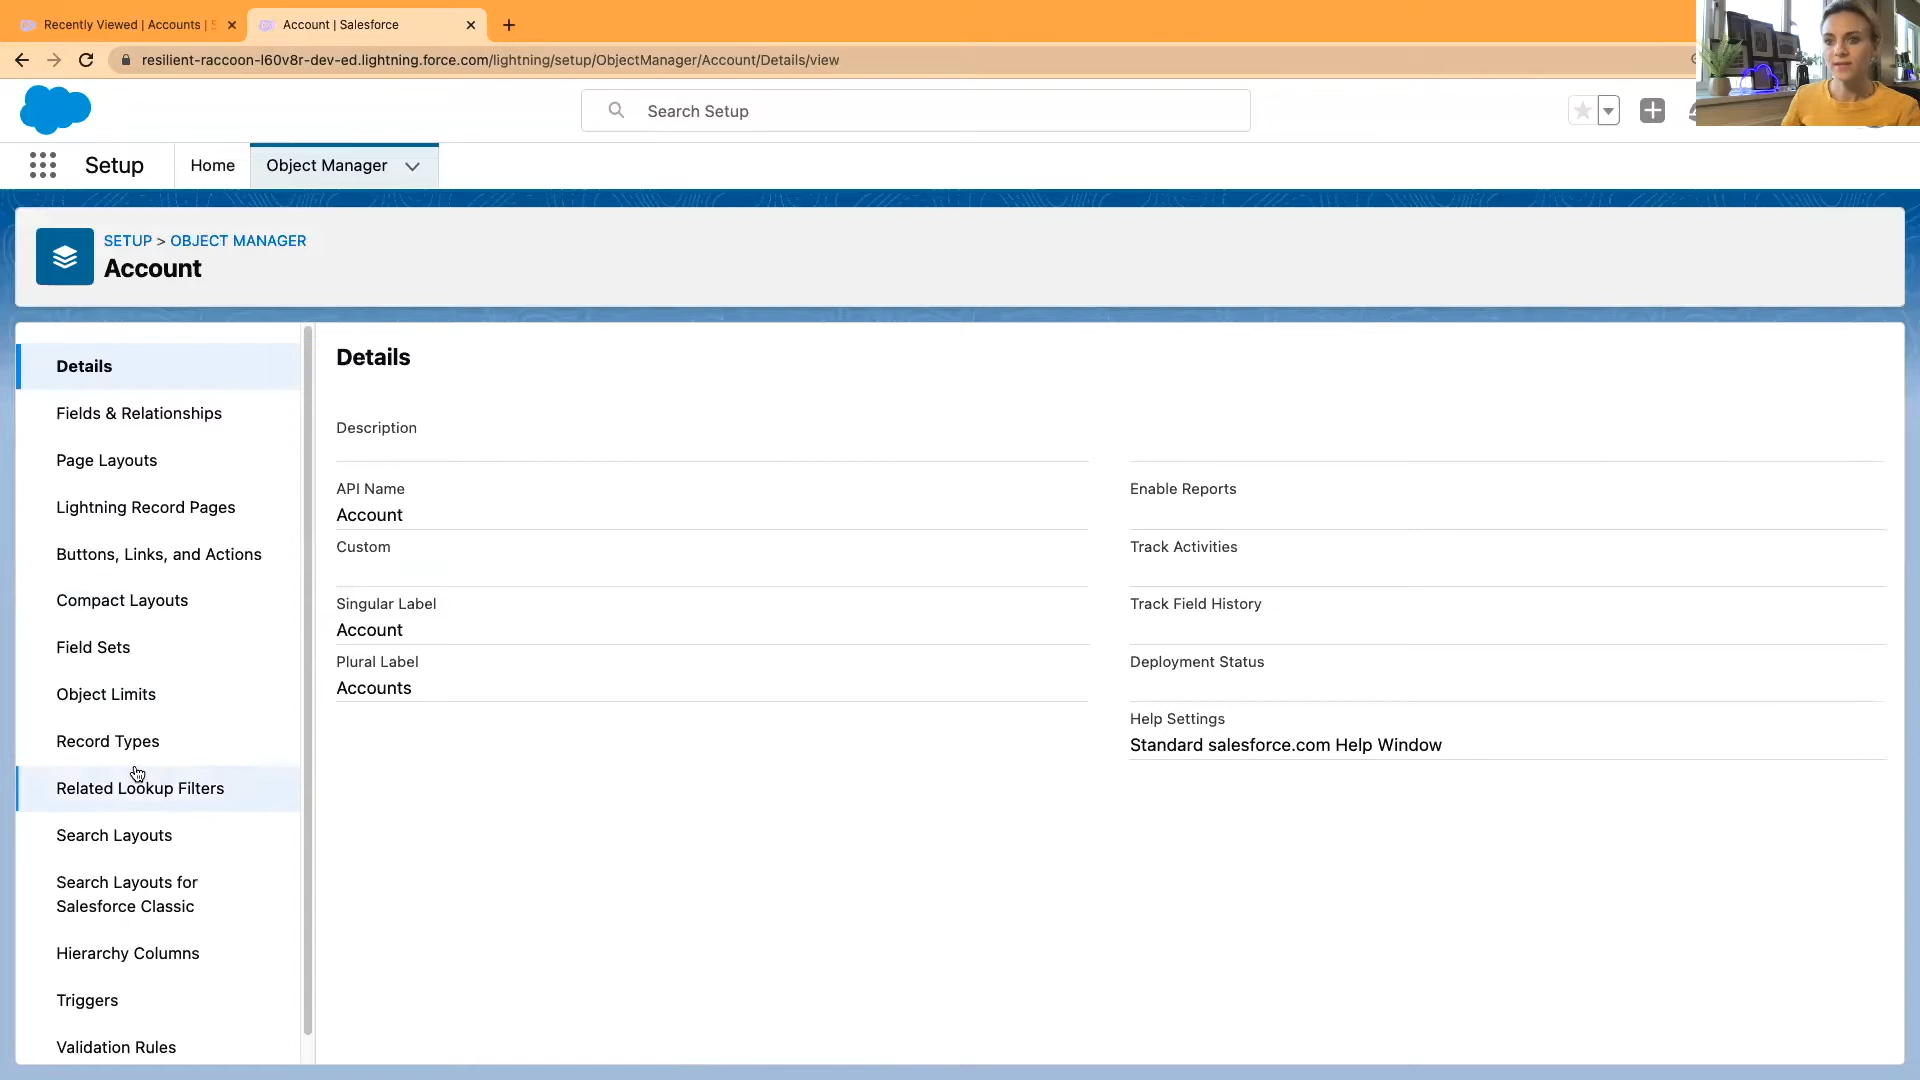 Recently Viewed | Accounts |
Account | Salesforce
resilient-raccoon-l60v8r-dev-ed.lightning.force.com/lightning/setup/ObjectManager/Account/Details/view
Search Setup
Setup
Home
Object Manager
SETUP > OBJECT MANAGER
Account
Details
Fields & Relationships
Page Layouts
Lightning Record Pages
Buttons, Links, and Actions
Compact Layouts
Field Sets
Object Limits
Record Types
Related Lookup Filters
Search Layouts
Search Layouts for
Salesforce Classic
Hierarchy Columns
Triggers
Validation Rules
Details
Description
API Name
Account
Custom
Singular Label
Account
Plural Label
Accounts
Enable Reports
Track Activities
Track Field History
Deployment Status
Help Settings
Standard salesforce.com Help Window